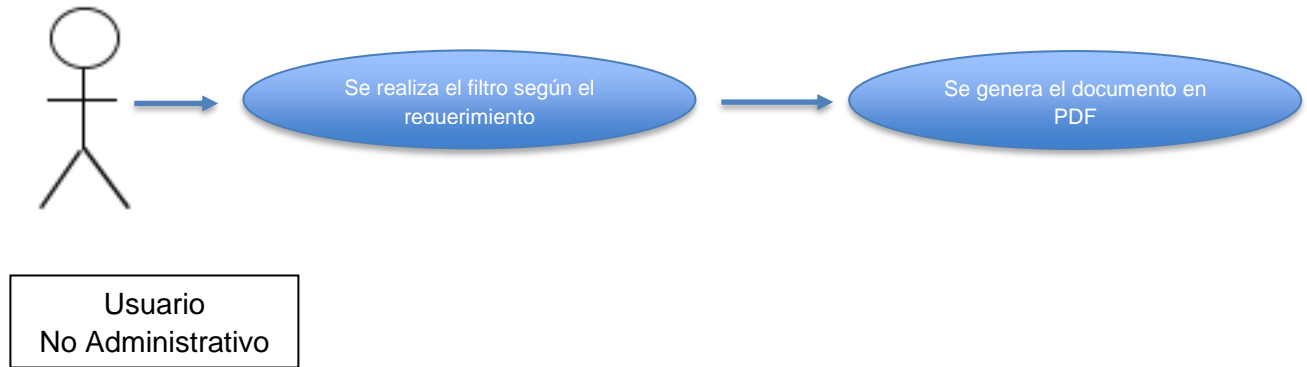 Se realiza el filtro según el
requerimiento
Se genera el documento en
PDF
Usuario
No Administrativo